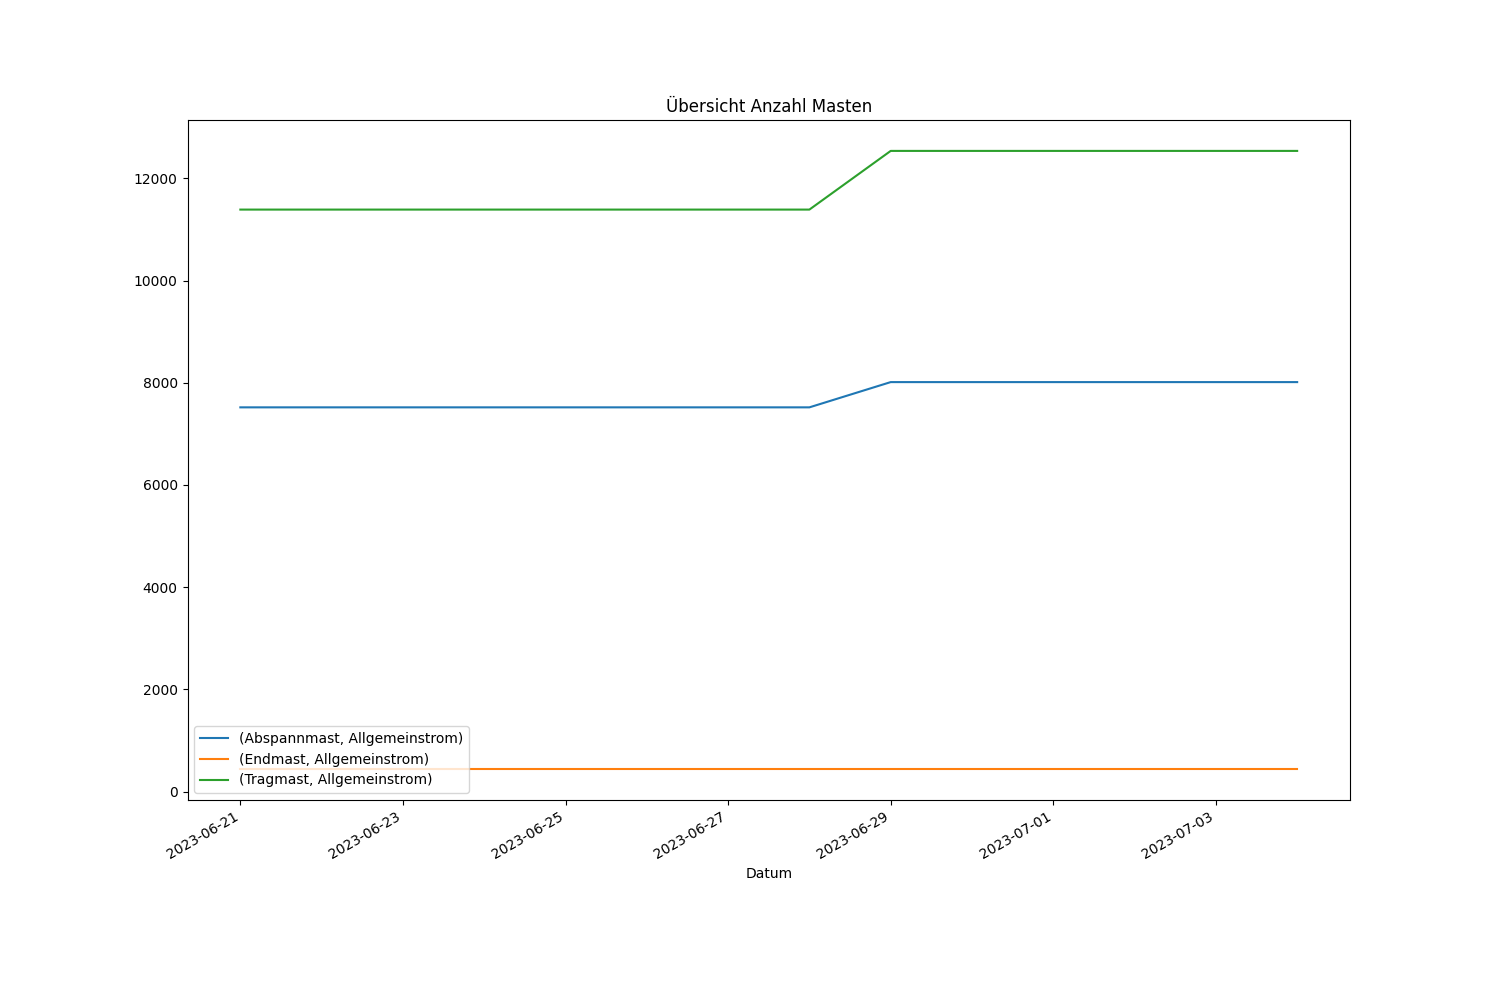 Übersicht Anzahl Masten
12000
10000
8000
6000
4000
2000
0
(Abspannmast, Allgemeinstrom)
(Endmast, Allgemeinstrom)
(Tragmast, Allgemeinstrom)
2023-06-21
2023-06-23
2023-06-25
2023-06-27
2023-06-29
2023-07-01
2023-07-03
Datum